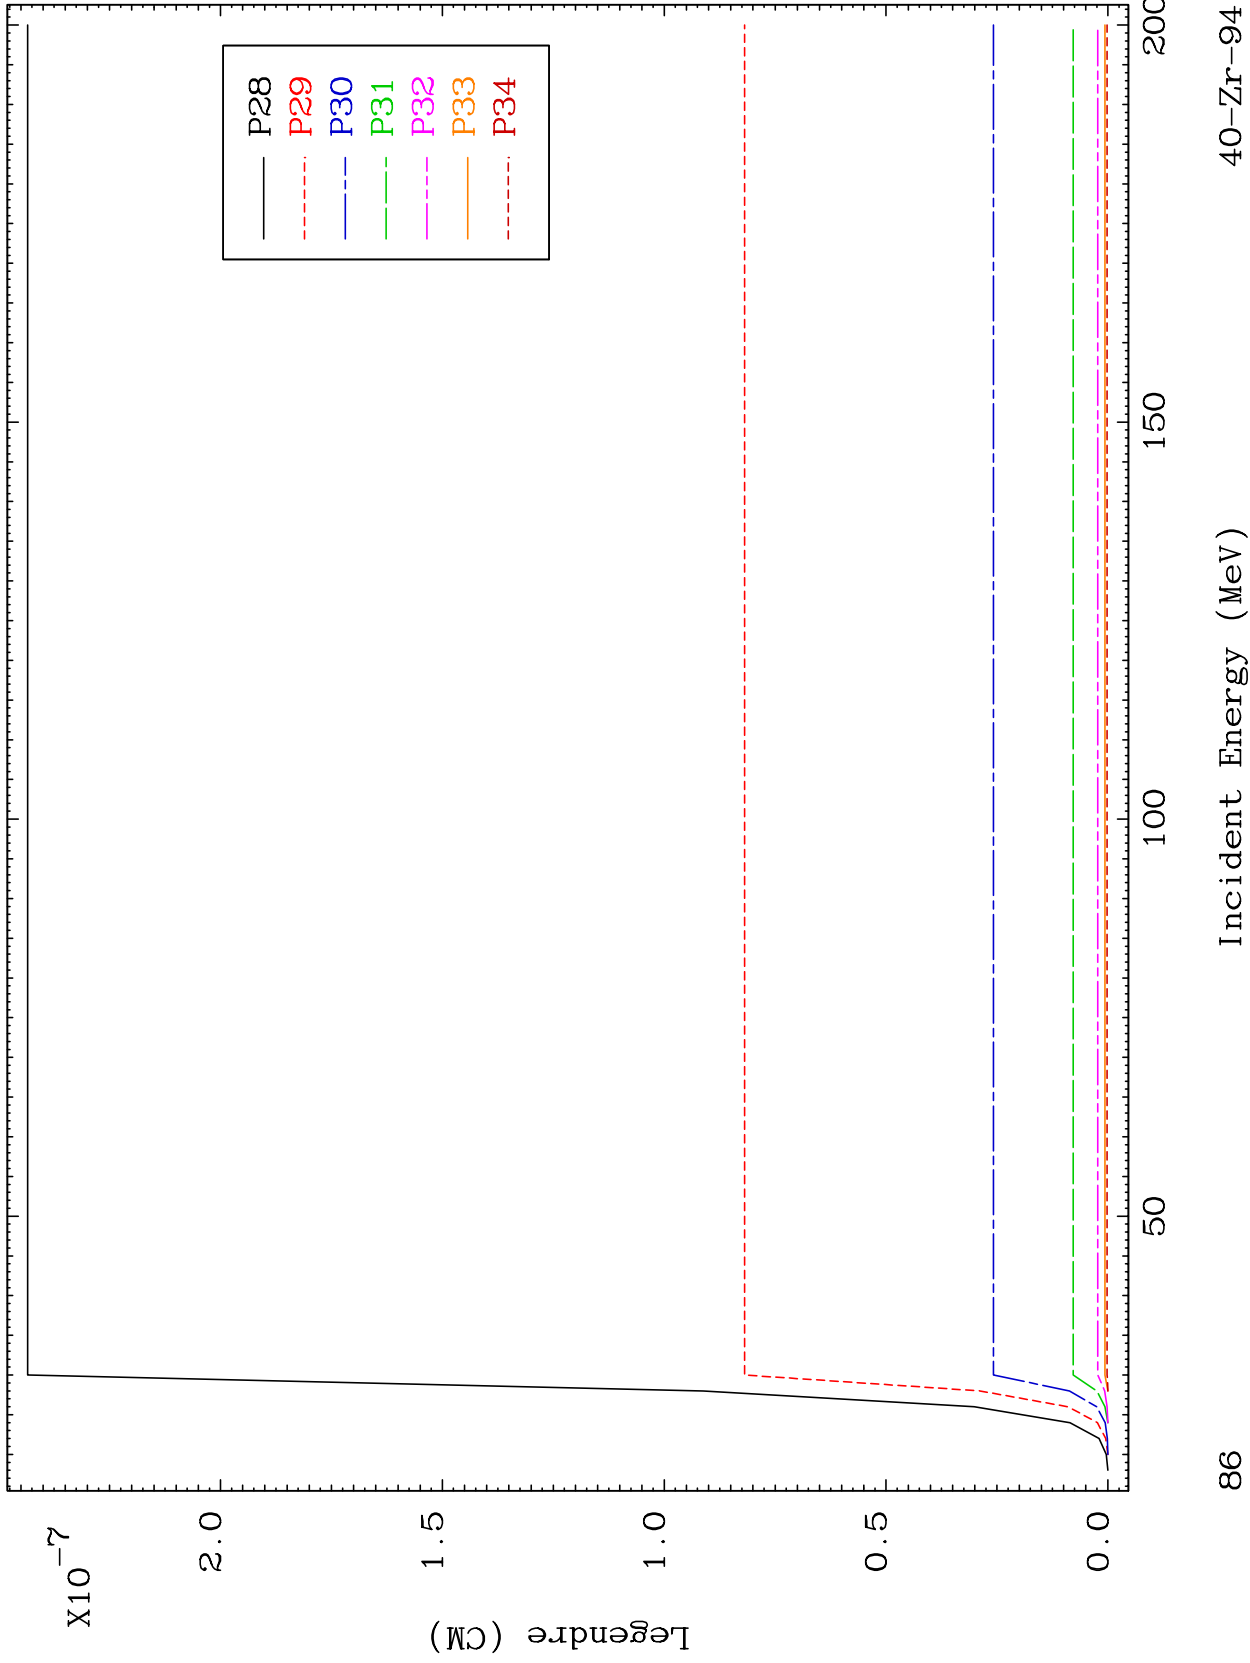 X10-7
2.0
1.5
1.0
0.5
0.0
Legendre (CM)
P28
P29
P30
P31
P32
P33
P34
50
100
150
200
Incident Energy (MeV)
86
40-Zr-94